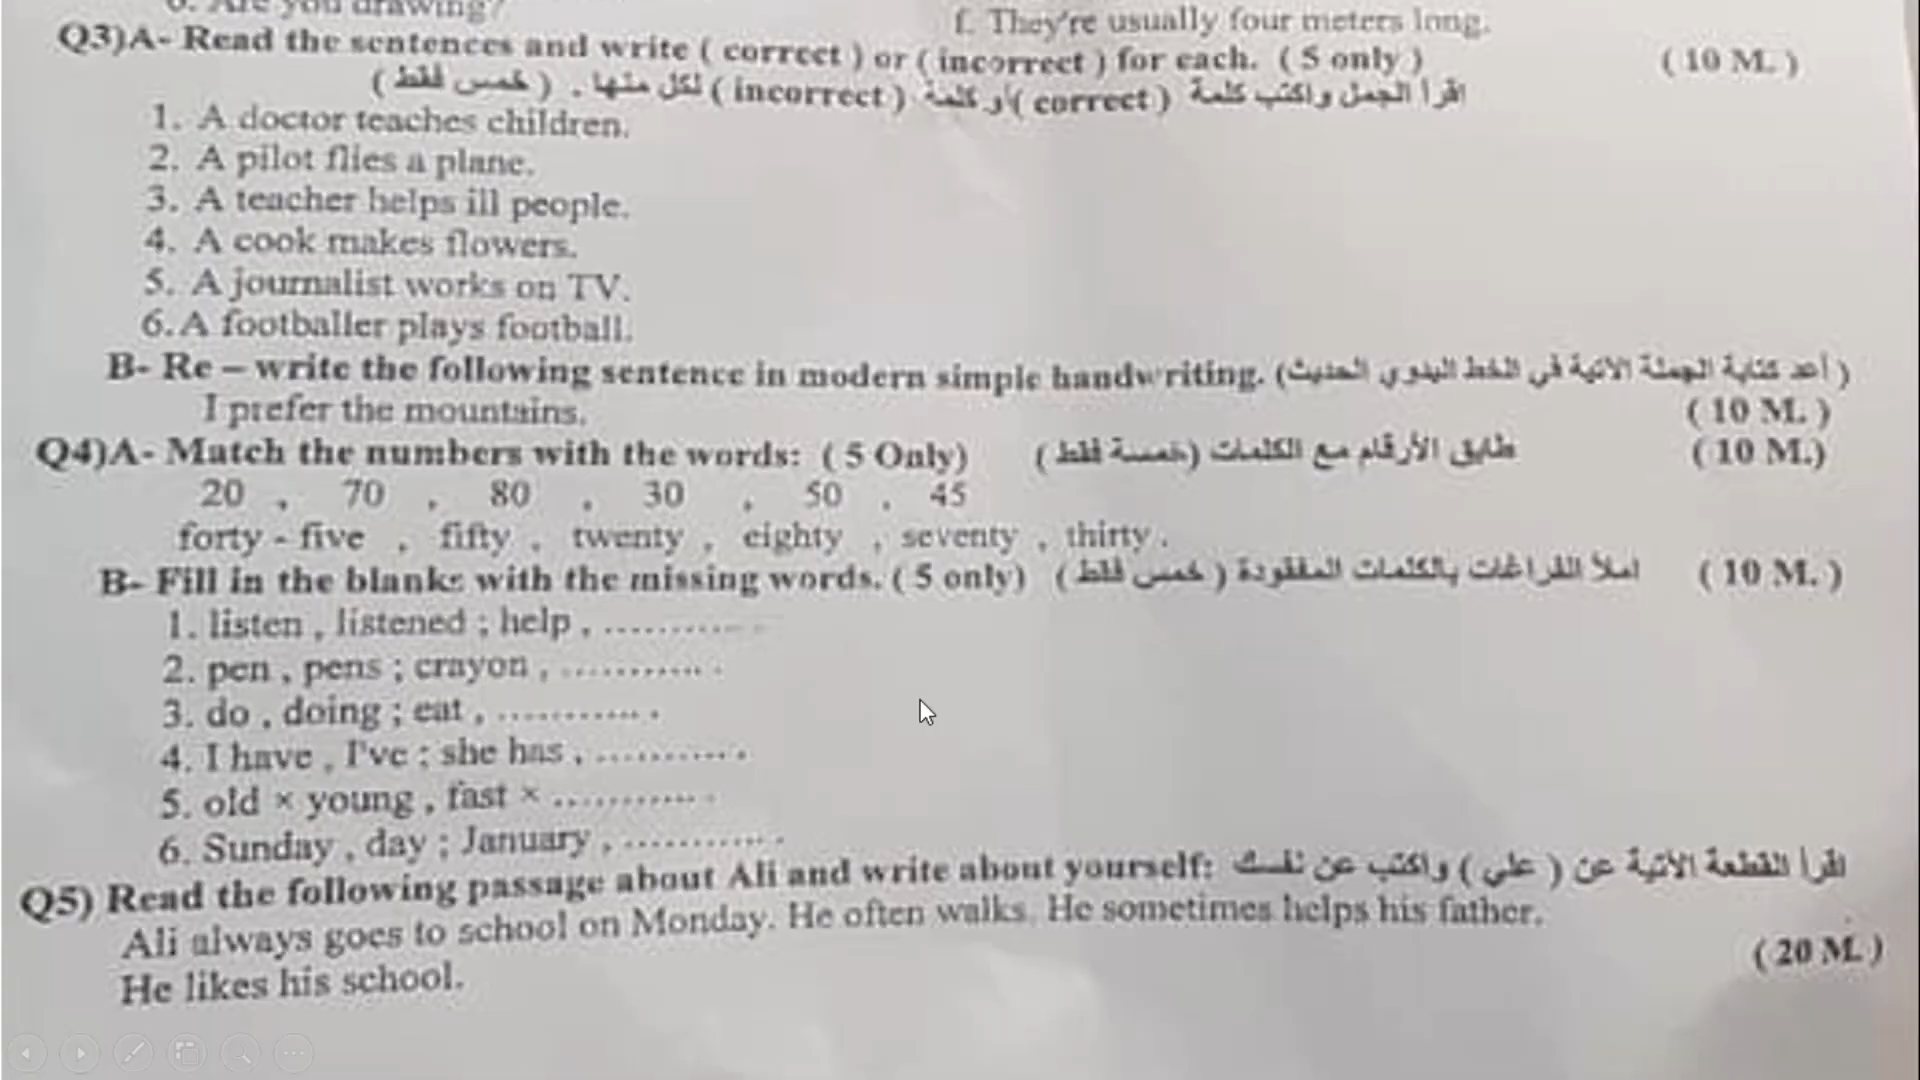 6. Are you drawing?
f. They're usually four meters long.
Q3)A- Read the sentences and write ( correct ) or ( incorrect ) for each. ( 5 only ) ( 10 M. )
اقرأ الجمل واكتب كلمة ( correct ) أو كلمة ( incorrect ) لكل منها . ( خمس فقط )
1. A doctor teaches children.
2. A pilot flies a plane.
3. A teacher helps ill people.
4. A cook makes flowers.
5. A journalist works on TV.
6. A footballer plays football.
B- Re – write the following sentence in modern simple handwriting. ( أعد كتابة الجملة الاتية في الخط اليدوي الحديث )
I prefer the mountains. ( 10 M. )
Q4)A- Match the numbers with the words: ( 5 Only) طابق الأرقام مع الكلمات (خمسة فقط ) ( 10 M.)
20 , 70 , 80 , 30 , 50 , 45
forty - five , fifty , twenty , eighty , seventy , thirty .
B- Fill in the blanks with the missing words. ( 5 only) املأ الفراغات بالكلمات المفقودة ( خمس فقط ) ( 10 M. )
1. listen , listened ; help , ............
2. pen , pens ; crayon , ............ .
3. do , doing ; eat , ............ .
4. I have , I've ; she has , ............ .
5. old × young , fast × ............ .
6. Sunday , day ; January , ............ .
Q5) Read the following passage about Ali and write about yourself: اقرأ القطعة الآتية عن ( علي ) واكتب عن نفسك
Ali always goes to school on Monday. He often walks. He sometimes helps his father.
He likes his school. ( 20 M. )